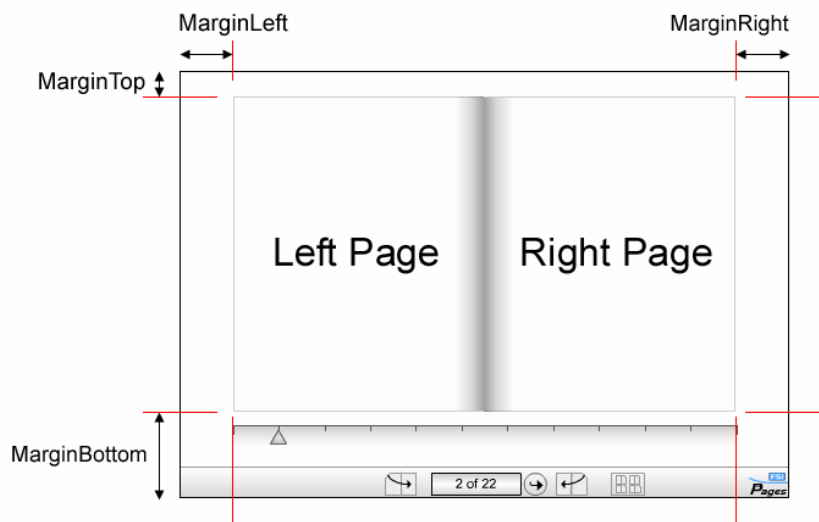 MarginLeft
MarginRight
MarginTop
Left Page
Right Page
MarginBottom
2 of 22
FSI
Pages